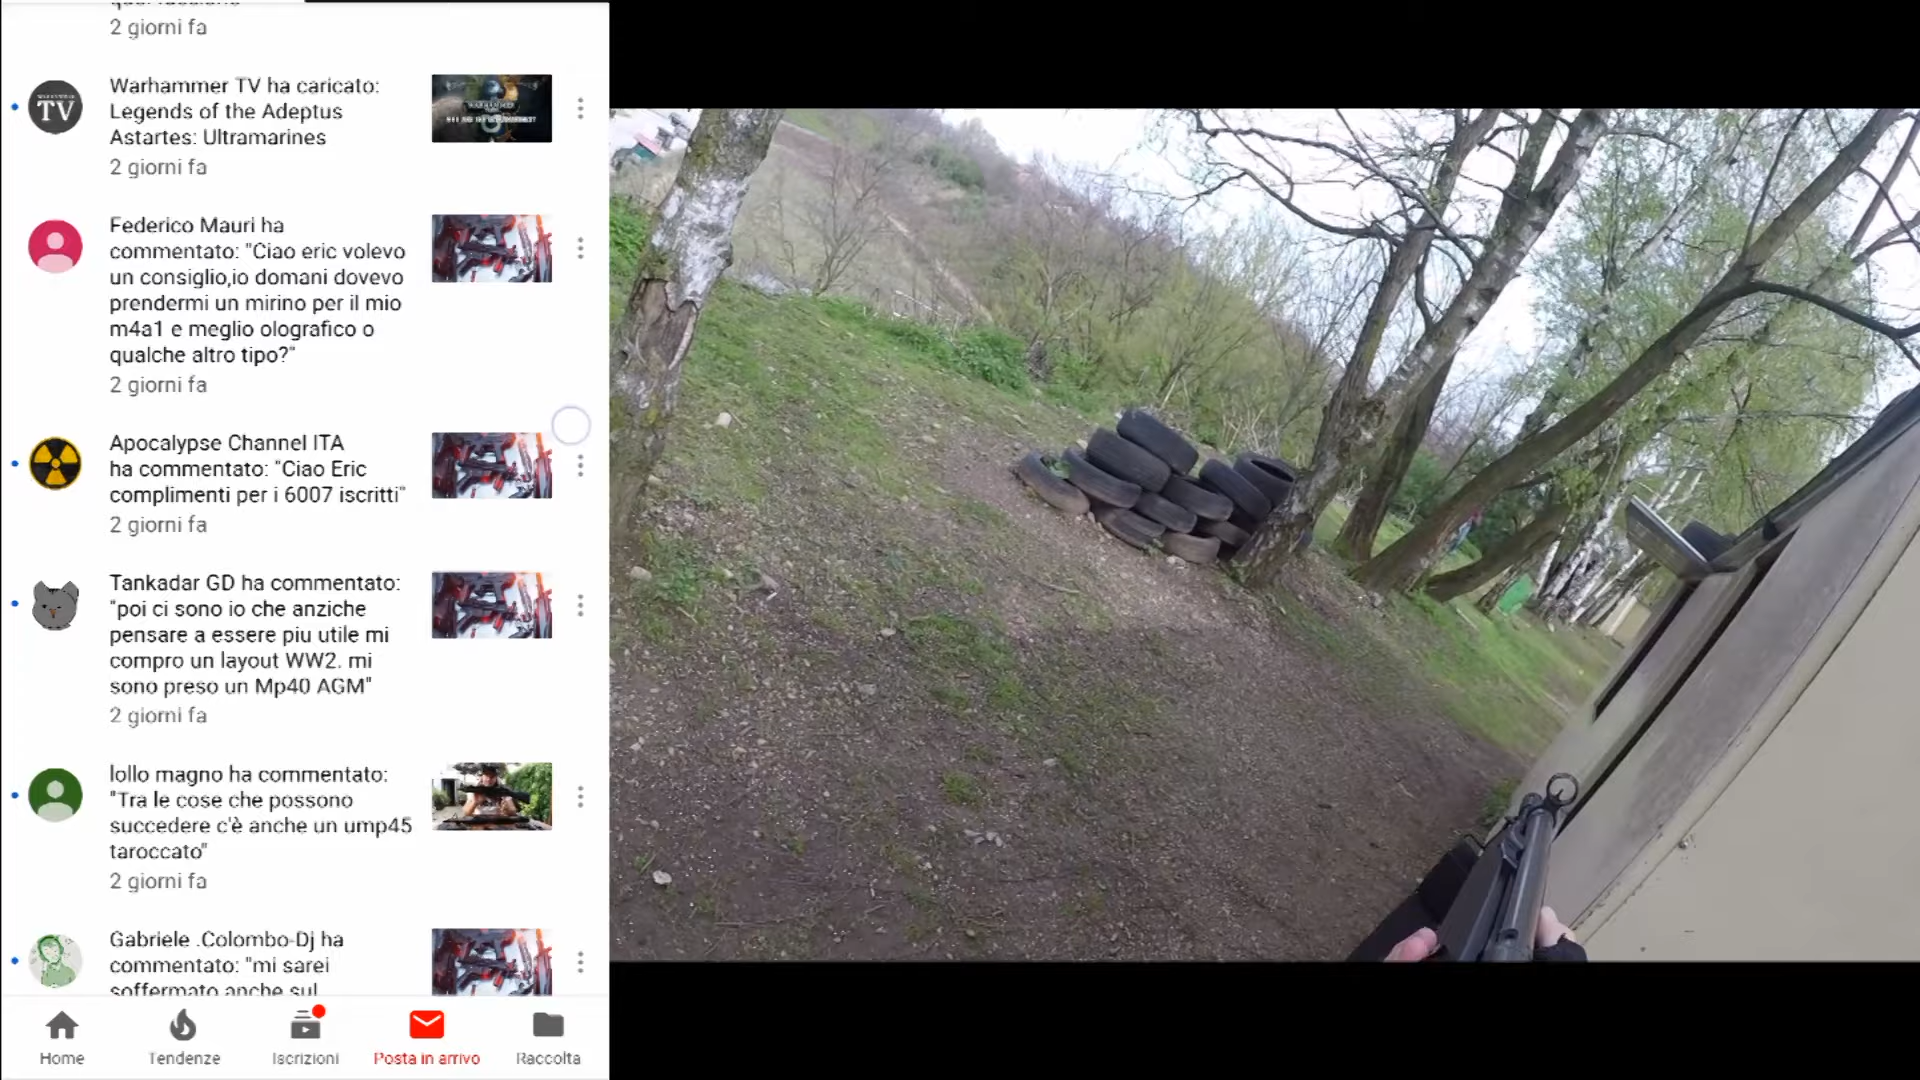 2 giorni fa
TV
Warhammer TV ha caricato:
Legends of the Adeptus
Astartes: Ultramarines
2 giorni fa
Federico Mauri ha
commentato: "Ciao eric volevo
un consiglio,io domani dovevo
prendermi un mirino per il mio
m4a1 e meglio olografico o
qualche altro tipo?"
2 giorni fa
Apocalypse Channel ITA
ha commentato: "Ciao Eric
complimenti per i 6007 iscritti"
2 giorni fa
Tankadar GD ha commentato:
"poi ci sono io che anziche
pensare a essere piu utile mi
compro un layout WW2. mi
sono preso un Mp40 AGM"
2 giorni fa
lollo magno ha commentato:
"Tra le cose che possono
succedere c'è anche un ump45
taroccato"
2 giorni fa
Gabriele .Colombo-Dj ha
commentato: "mi sarei
soffermato anche sul
Home
Tendenze
Iscrizioni
Posta in arrivo
Raccolta